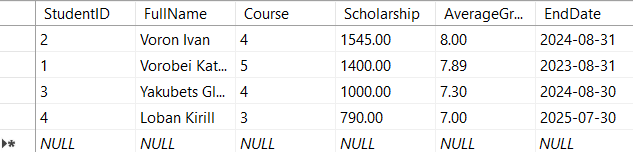 StudentID FullName Course Scholarship AverageGr... EndDate
2 Voron Ivan 4 1545.00 8.00 2024-08-31
1 Vorobei Kat... 5 1400.00 7.89 2023-08-31
3 Yakubets Gl... 4 1000.00 7.30 2024-08-30
4 Loban Kirill 3 790.00 7.00 2025-07-30
NULL NULL NULL NULL NULL NULL